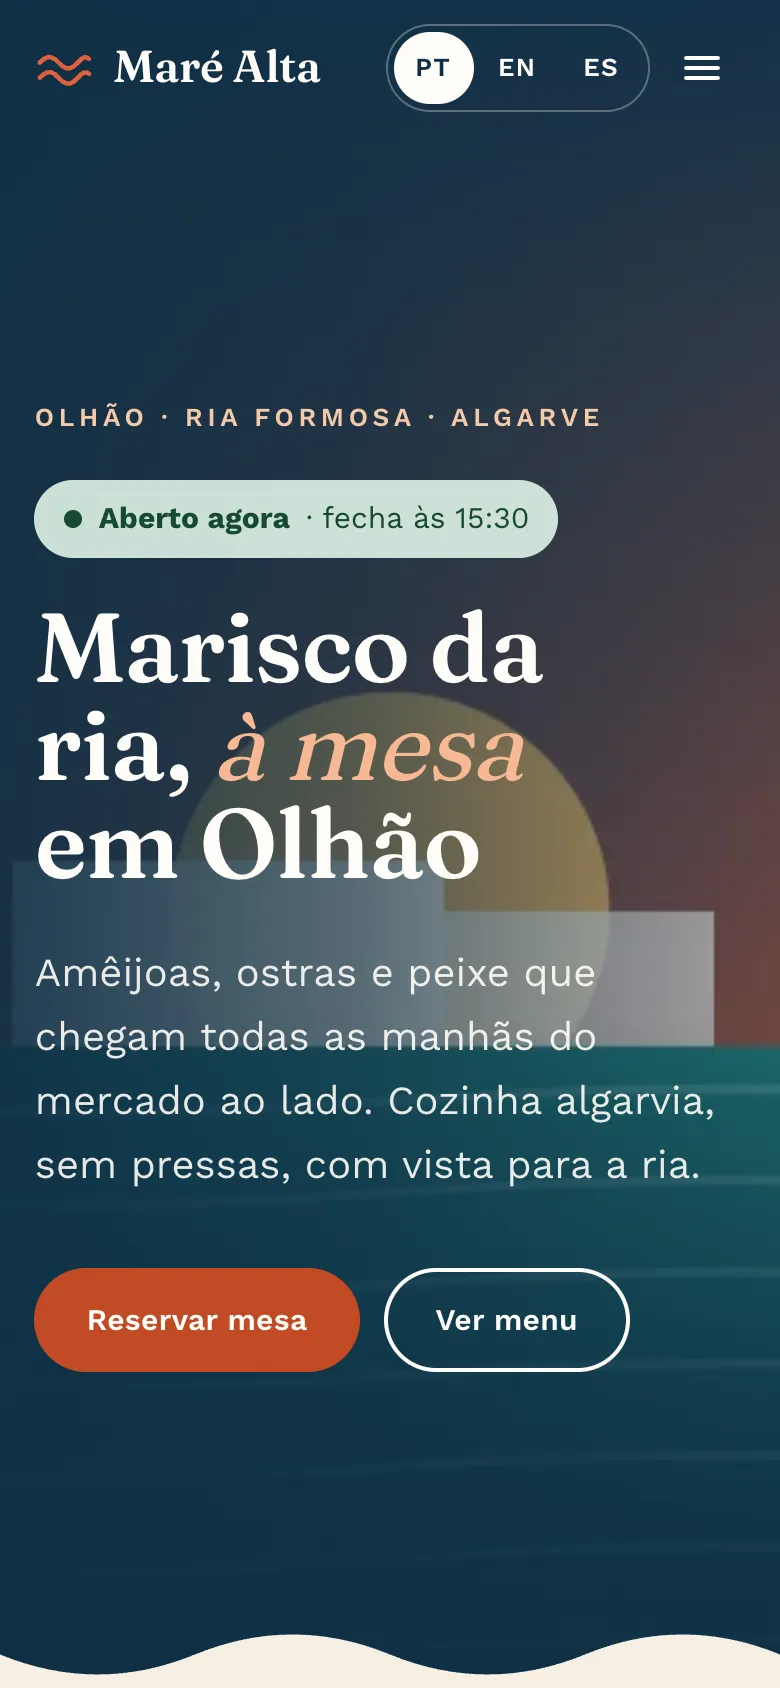 Maré Alta
PT EN ES
OLHÃO · RIA FORMOSA · ALGARVE
Aberto agora · fecha às 15:30
Marisco da
ria, à mesa
em Olhão
Amêijoas, ostras e peixe que
chegam todas as manhãs do
mercado ao lado. Cozinha algarvia,
sem pressas, com vista para a ria.
Reservar mesa
Ver menu